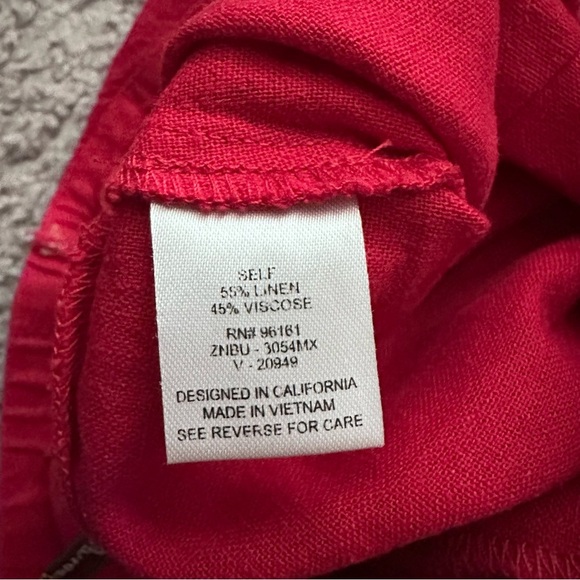 SELF
55% LINEN
45% VISCOSE
RN# 96161
ZNBU - 3054MX
V - 20949
DESIGNED IN CALIFORNIA
MADE IN VIETNAM
SEE REVERSE FOR CARE